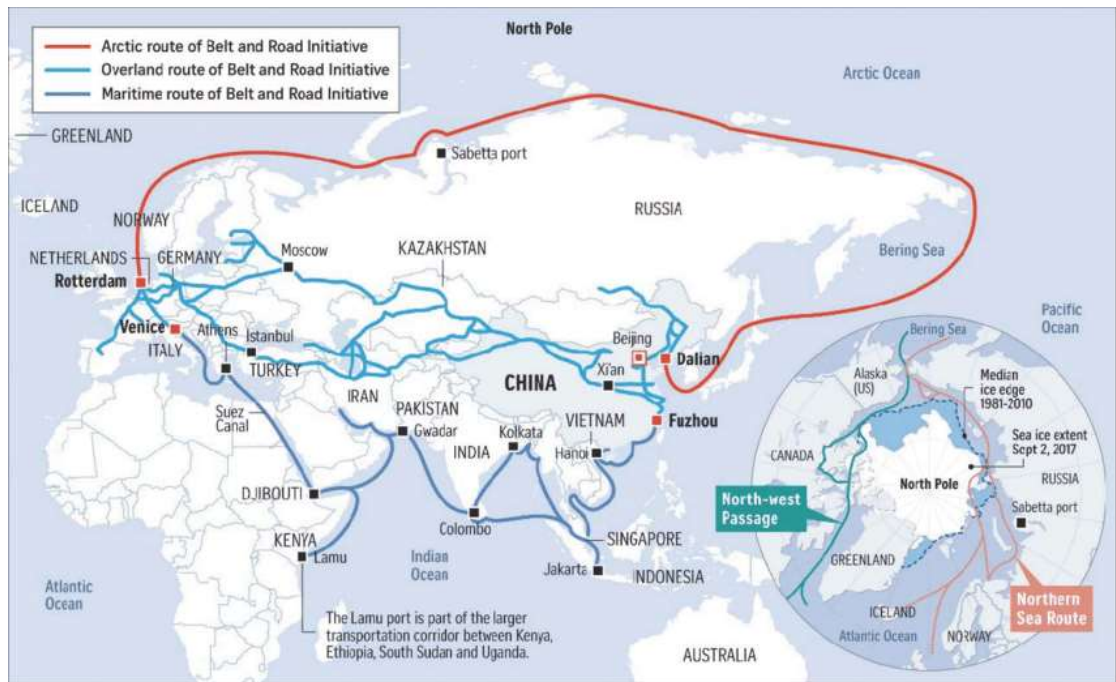 North Pole
Arctic route of Belt and Road Initiative
Overland route of Belt and Road Initiative
Maritime route of Belt and Road Initiative
Arctic Ocean
GREENLAND
Sabetta port
ICELAND
NORWAY
RUSSIA
Moscow
KAZAKHSTAN
Bering Sea
NETHERLANDS
GERMANY
Rotterdam
Venice
Athens
Istanbul
ITALY
TURKEY
Beijing
Dalian
Xi'an
CHINA
Pacific
Ocean
IRAN
PAKISTAN
Suez
Canal
Gwadar
Kolkata
VIETNAM
Fuzhou
INDIA
Hanoi
DJIBOUTI
Colombo
SINGAPORE
KENYA
Lamu
Indian
Ocean
Jakarta
INDONESIA
Atlantic
Ocean
The Lamu port is part of the larger
transportation corridor between Kenya,
Ethiopia, South Sudan and Uganda.
AUSTRALIA
Bering Sea
Alaska
(US)
Median
ice edge
1981-2010
Sea ice extent
Sept 2, 2017
CANADA
North Pole
RUSSIA
North-west
Passage
Sabetta port
GREENLAND
ICELAND
Northern
Sea Route
Atlantic Ocean
NORWAY